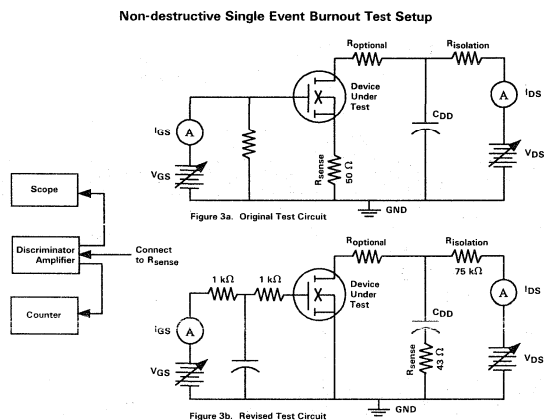 Non-destructive Single Event Burnout Test Setup
Roptional
Risolation
Device
Under
Test
A
IDS
IGS
A
CDD
VGS
Rsense
50 Ω
VDS
GND
Figure 3a. Original Test Circuit
Scope
Discriminator
Amplifier
Connect
to Rsense
Counter
Roptional
Risolation
75 kΩ
1 kΩ
1 kΩ
Device
Under
Test
A
IDS
iGS
A
CDD
Rsense
43 Ω
VGS
VDS
GND
Figure 3b. Revised Test Circuit